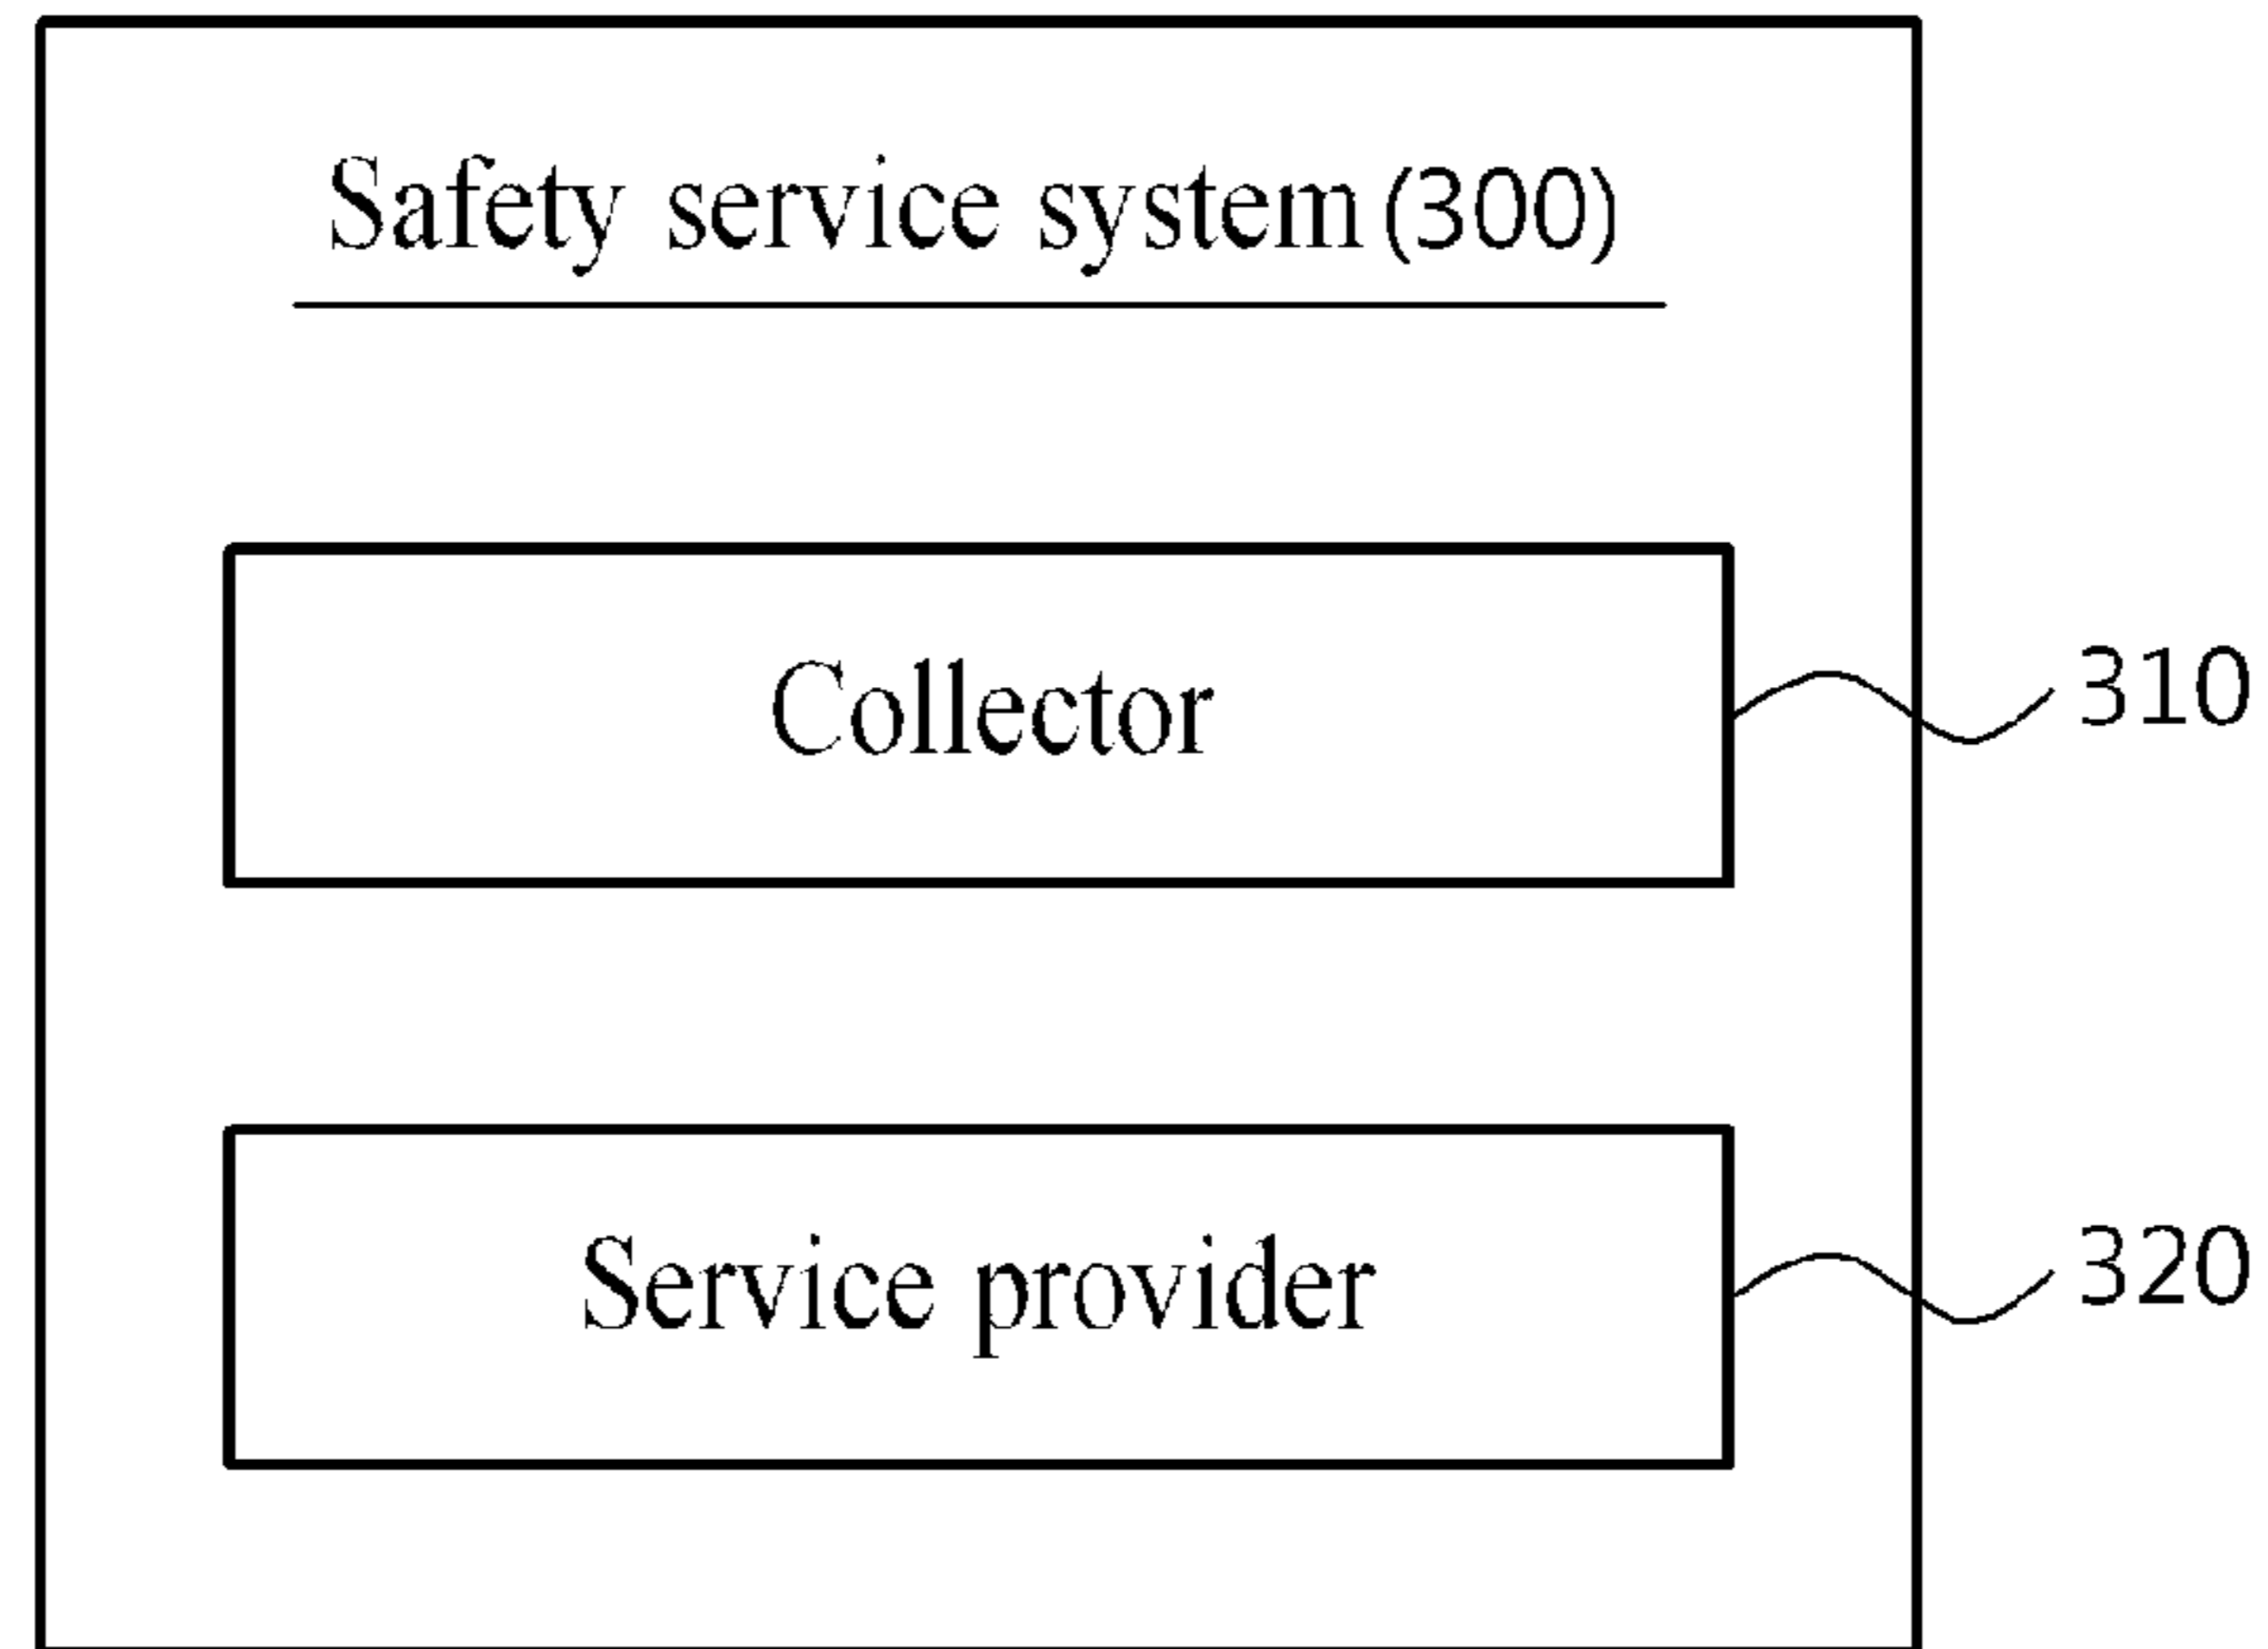 Safety service system (300)
Collector
310
Service provider
320